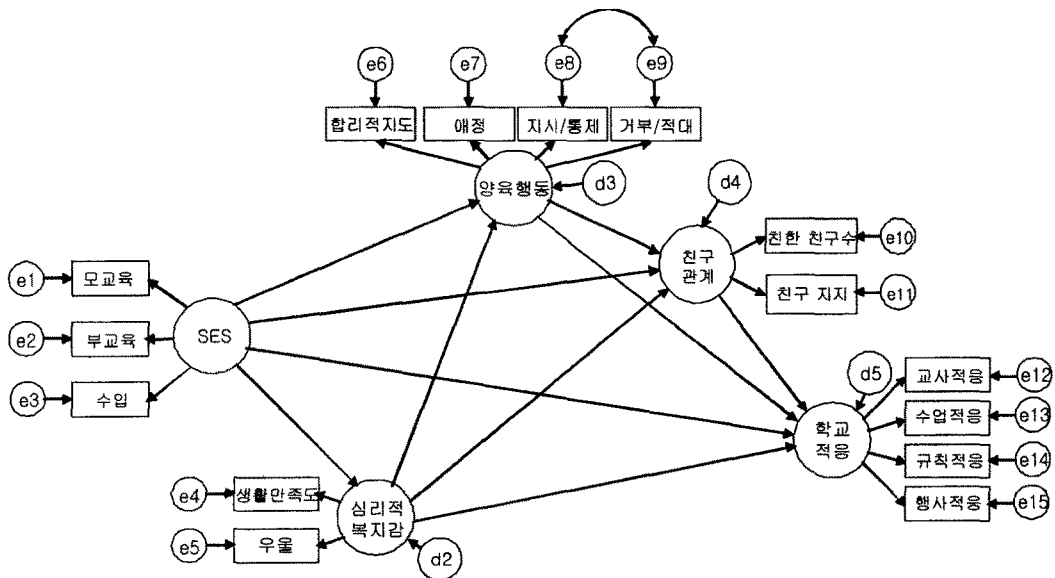 e6
e7
e8
e9
합리적지도
애정
지시/통제
거부/적대
양육행동
d3
d4
친한 친구수
e10
친구
관계
친구 지지
e11
e1
모교육
e2
부교육
SES
e3
수입
d5
교사적응
e12
수업적응
e13
학교
적응
규칙적응
e14
행사적응
e15
e4
생활만족도
심리적
복지감
e5
우울
d2